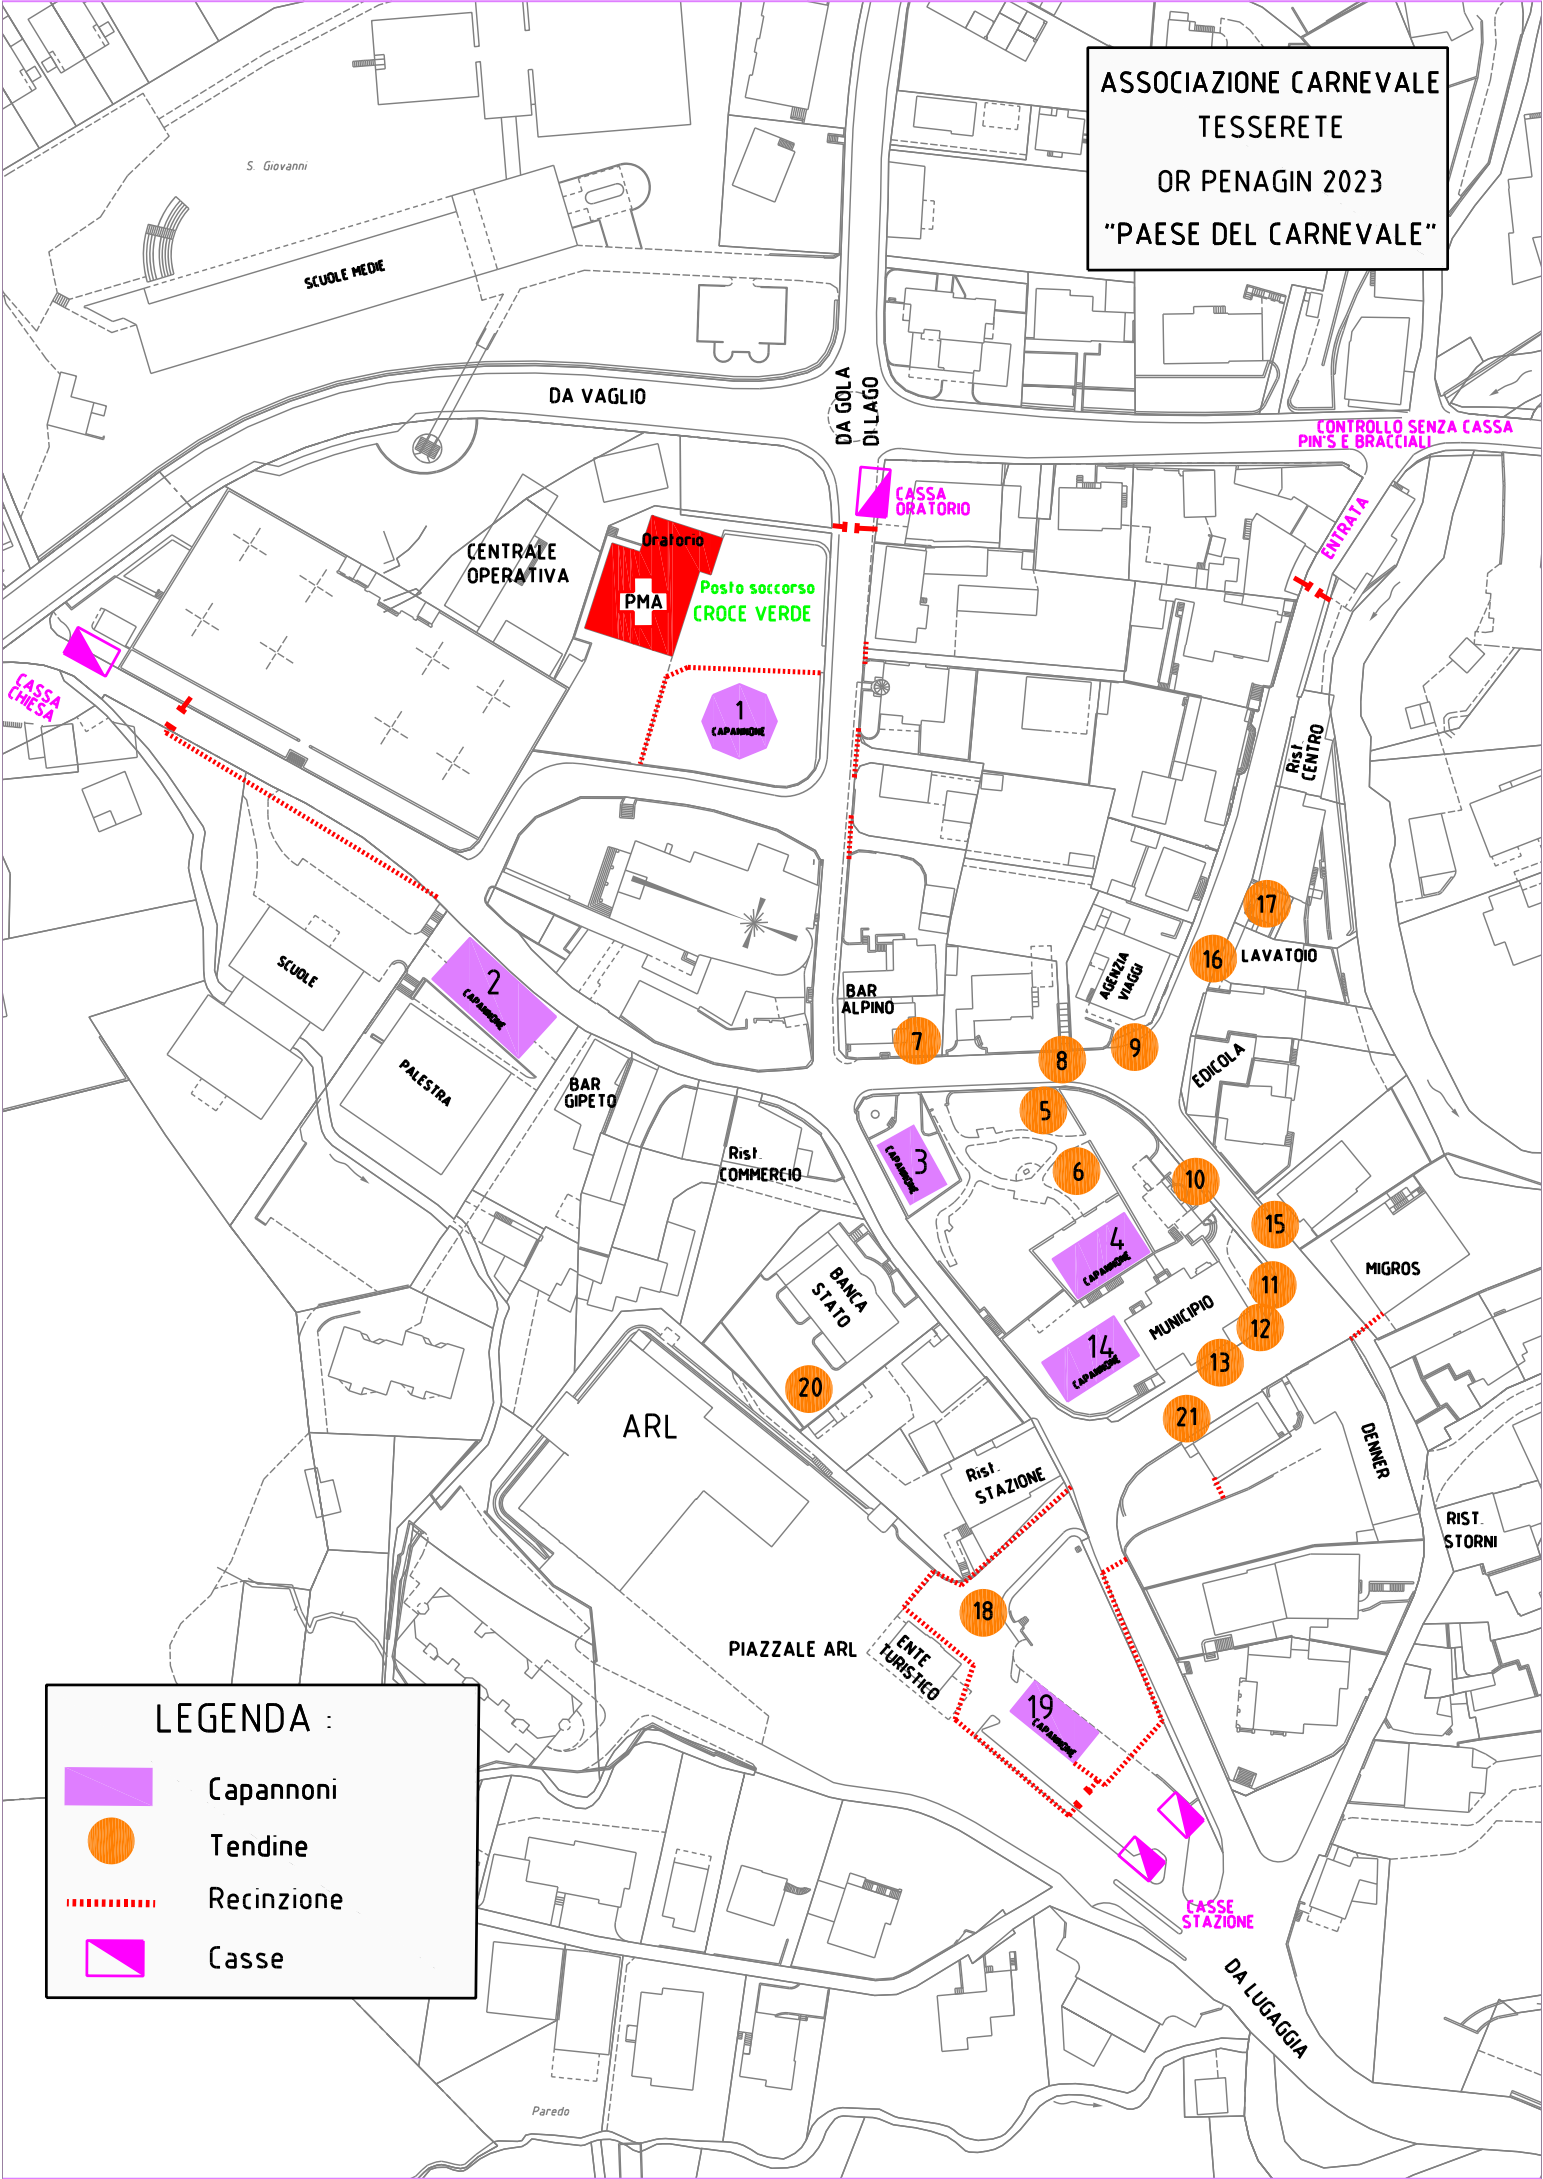 ASSOCIAZIONE CARNEVALE
TESSERETE
OR PENAGIN 2023
"PAESE DEL CARNEVALE"
S. Giovanni
SCUOLE MEDIE
DA VAGLIO
DA GOLA
DI LAGO
CONTROLLO SENZA CASSA
PIN'S E BRACCIALI
CASSA
ORATORIO
ENTRATA
CENTRALE
OPERATIVA
Oratorio
PMA
Posto soccorso
CROCE VERDE
CASSA
CHIESA
1
CAPANNONE
Rist.
CENTRO
17
16
LAVATOIO
SCUOLE
2
CAPANNONE
AGENZIA
VIAGGI
BAR
ALPINO
7
8
9
EDICOLA
PALESTRA
BAR
GIPETO
5
Rist.
COMMERCIO
3
CAPANNONE
6
10
15
4
CAPANNONE
MIGROS
BANCA
STATO
11
MUNICIPIO
12
14
CAPANNONE
13
20
21
ARL
DENNER
Rist.
STAZIONE
RIST.
STORNI
18
PIAZZALE ARL
ENTE
TURISTICO
19
CAPANNONE
LEGENDA :
Capannoni
Tendine
Recinzione
Casse
CASSE
STAZIONE
DA LUGAGGIA
Paredo